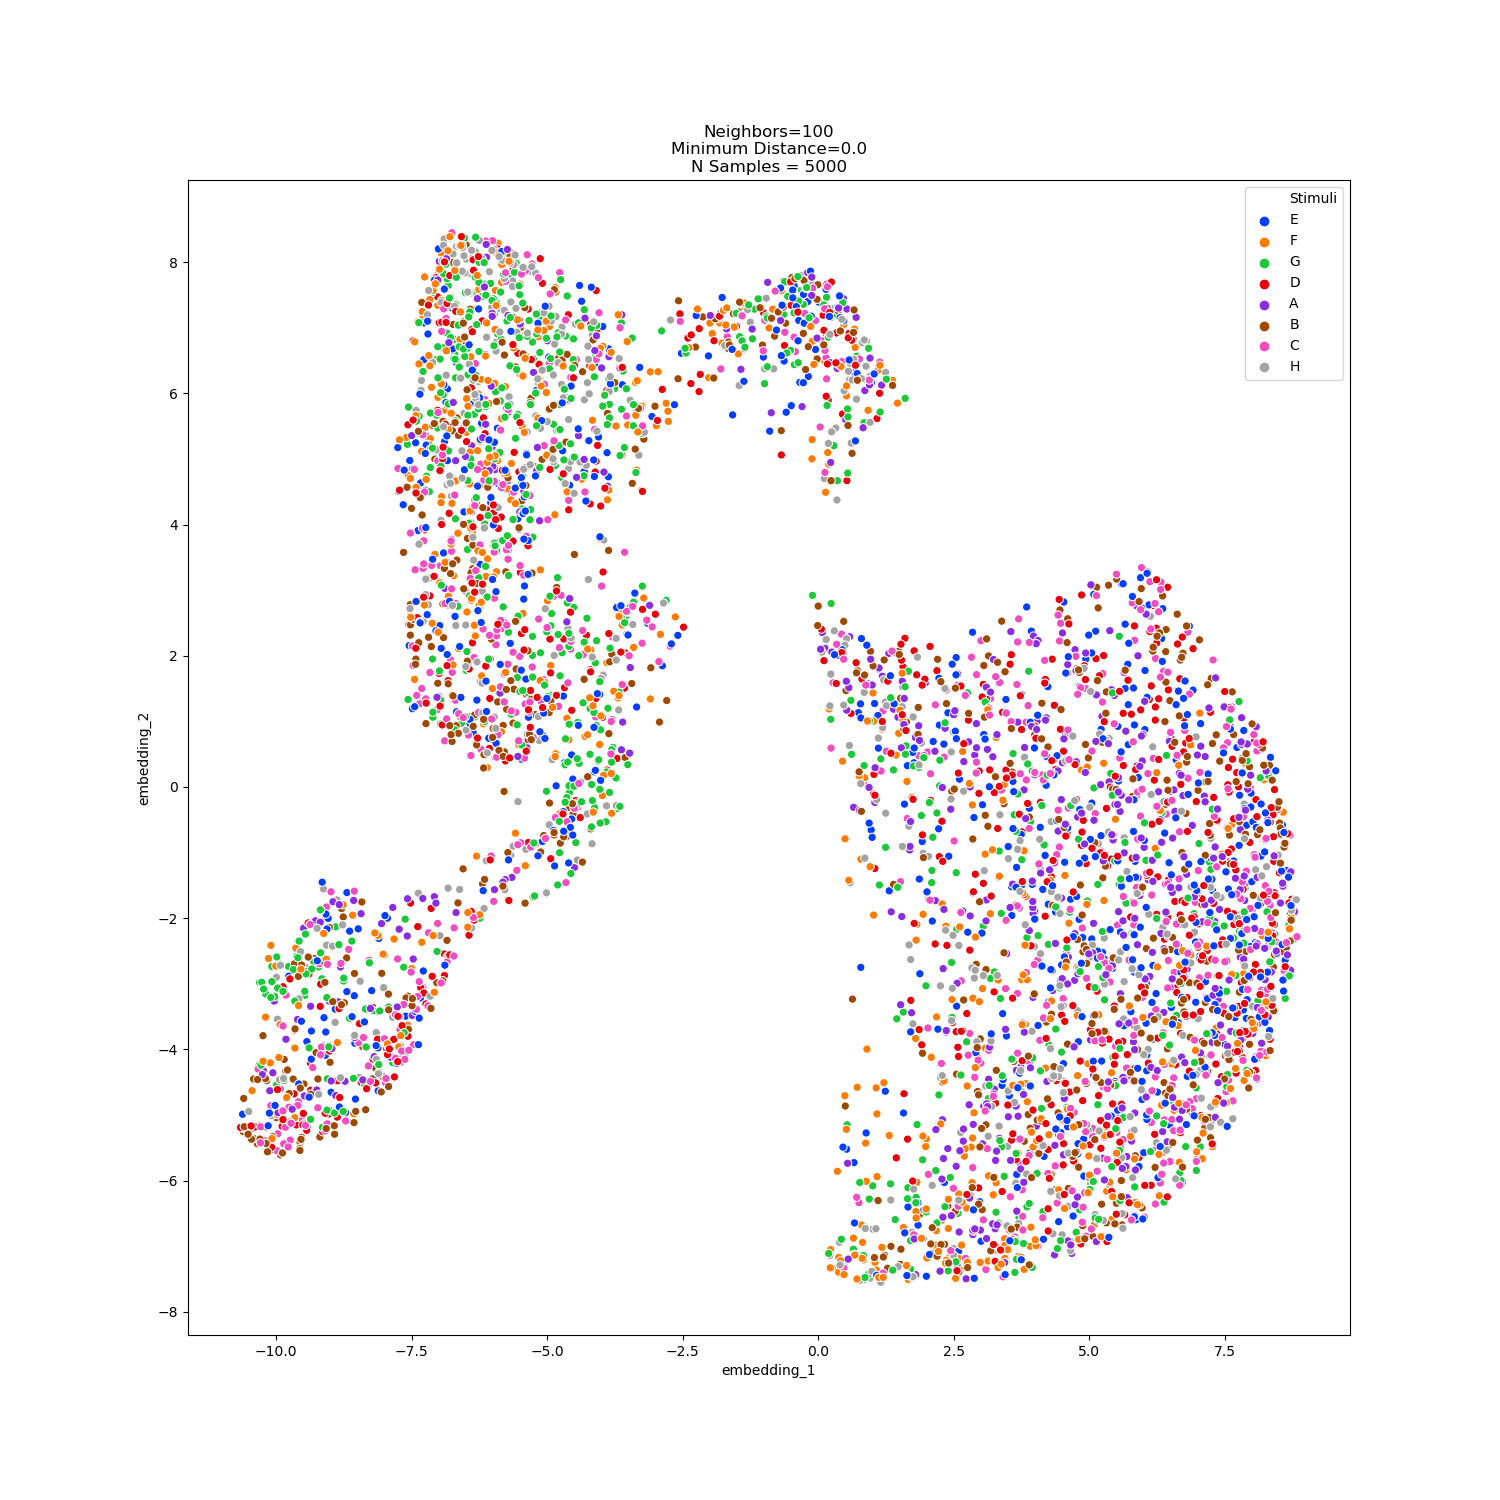 Neighbors=100
Minimum Distance=0.0
N Samples = 5000
Stimuli
E
F
G
D
A
B
C
H
8
6
4
2
0
−2
−4
−6
−8
embedding_2
−10.0
−7.5
−5.0
−2.5
0.0
2.5
5.0
7.5
embedding_1